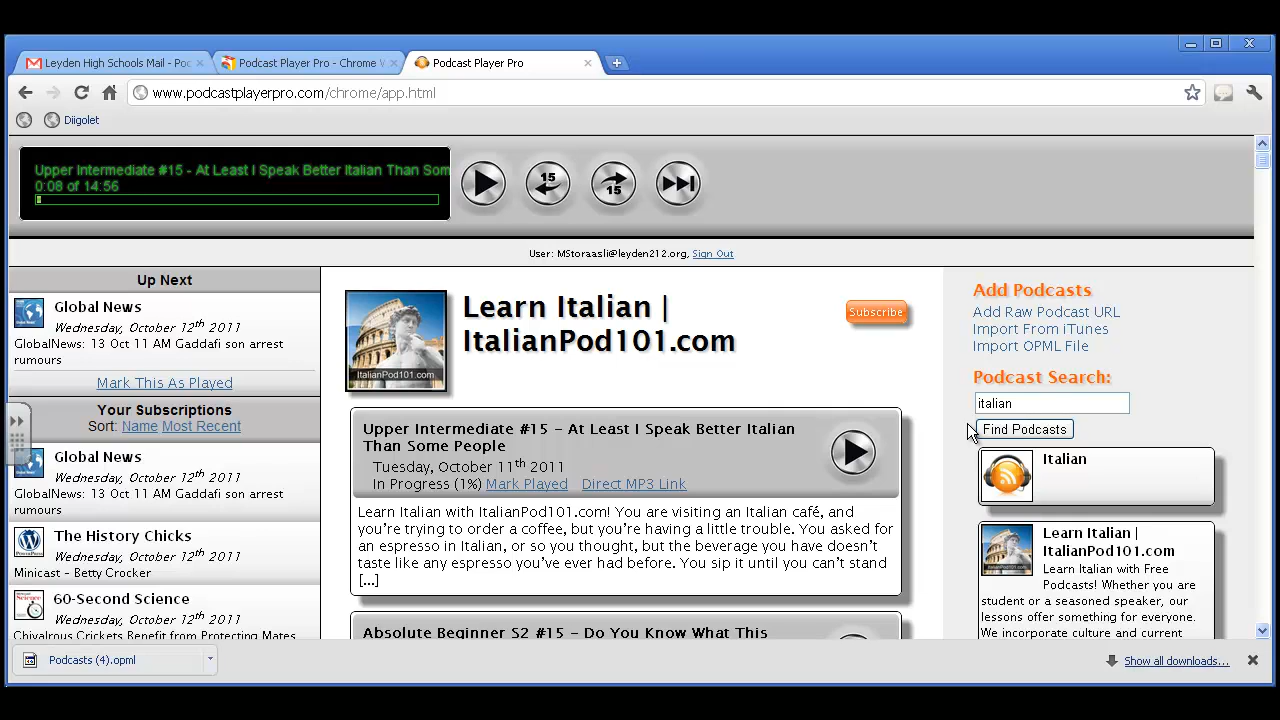 Leyden High Schools Mail - Poc
Podcast Player Pro - Chrome W
Podcast Player Pro
www.podcastplayerpro.com/chrome/app.html
Diigolet
Upper Intermediate #15 - At Least I Speak Better Italian Than Som
0:08 of 14:56
15
15
User: MStoraasli@leyden212.org, Sign Out
Up Next
Global News
Wednesday, October 12th 2011
GlobalNews: 13 Oct 11 AM Gaddafi son arrest
rumours
Mark This As Played
Your Subscriptions
Sort: Name Most Recent
Global News
Wednesday, October 12th 2011
GlobalNews: 13 Oct 11 AM Gaddafi son arrest
rumours
The History Chicks
Wednesday, October 12th 2011
Minicast - Betty Crocker
60-Second Science
Wednesday, October 12th 2011
Chivalrous Crickets Benefit from Protecting Mates
ItalianPod101.com
Learn Italian |
ItalianPod101.com
Subscribe
Upper Intermediate #15 - At Least I Speak Better Italian
Than Some People
Tuesday, October 11th 2011
In Progress (1%) Mark Played Direct MP3 Link
Learn Italian with ItalianPod101.com! You are visiting an Italian café, and
you're trying to order a coffee, but you're having a little trouble. You asked for
an espresso in Italian, or so you thought, but the beverage you have doesn't
taste like any espresso you've ever had before. You sip it until you can't stand
[...]
Absolute Beginner S2 #15 - Do You Know What This
Add Podcasts
Add Raw Podcast URL
Import From iTunes
Import OPML File
Podcast Search:
italian
Find Podcasts
Italian
Learn Italian |
ItalianPod101.com
Learn Italian with Free
Podcasts! Whether you are
student or a seasoned speaker, our
lessons offer something for everyone.
We incorporate culture and current
Podcasts (4).opml
Show all downloads...